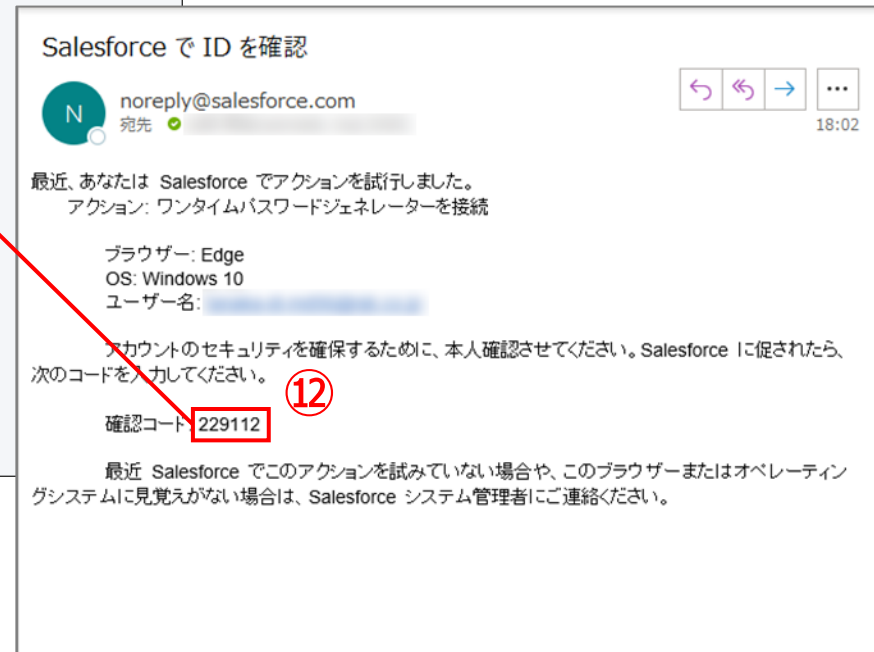 Salesforce で ID を確認
N
noreply@salesforce.com
宛先
18:02
最近、あなたは Salesforce でアクションを試行しました。
アクション: ワンタイムパスワードジェネレーターを接続
ブラウザー: Edge
OS: Windows 10
ユーザー名:
アカウントのセキュリティを確保するために、本人確認させてください。Salesforce に促されたら、
次のコードを入力してください。
⑫
確認コード: 229112
最近 Salesforce でこのアクションを試みていない場合や、このブラウザーまたはオペレーティン
グシステムに見覚えがない場合は、Salesforce システム管理者にご連絡ください。